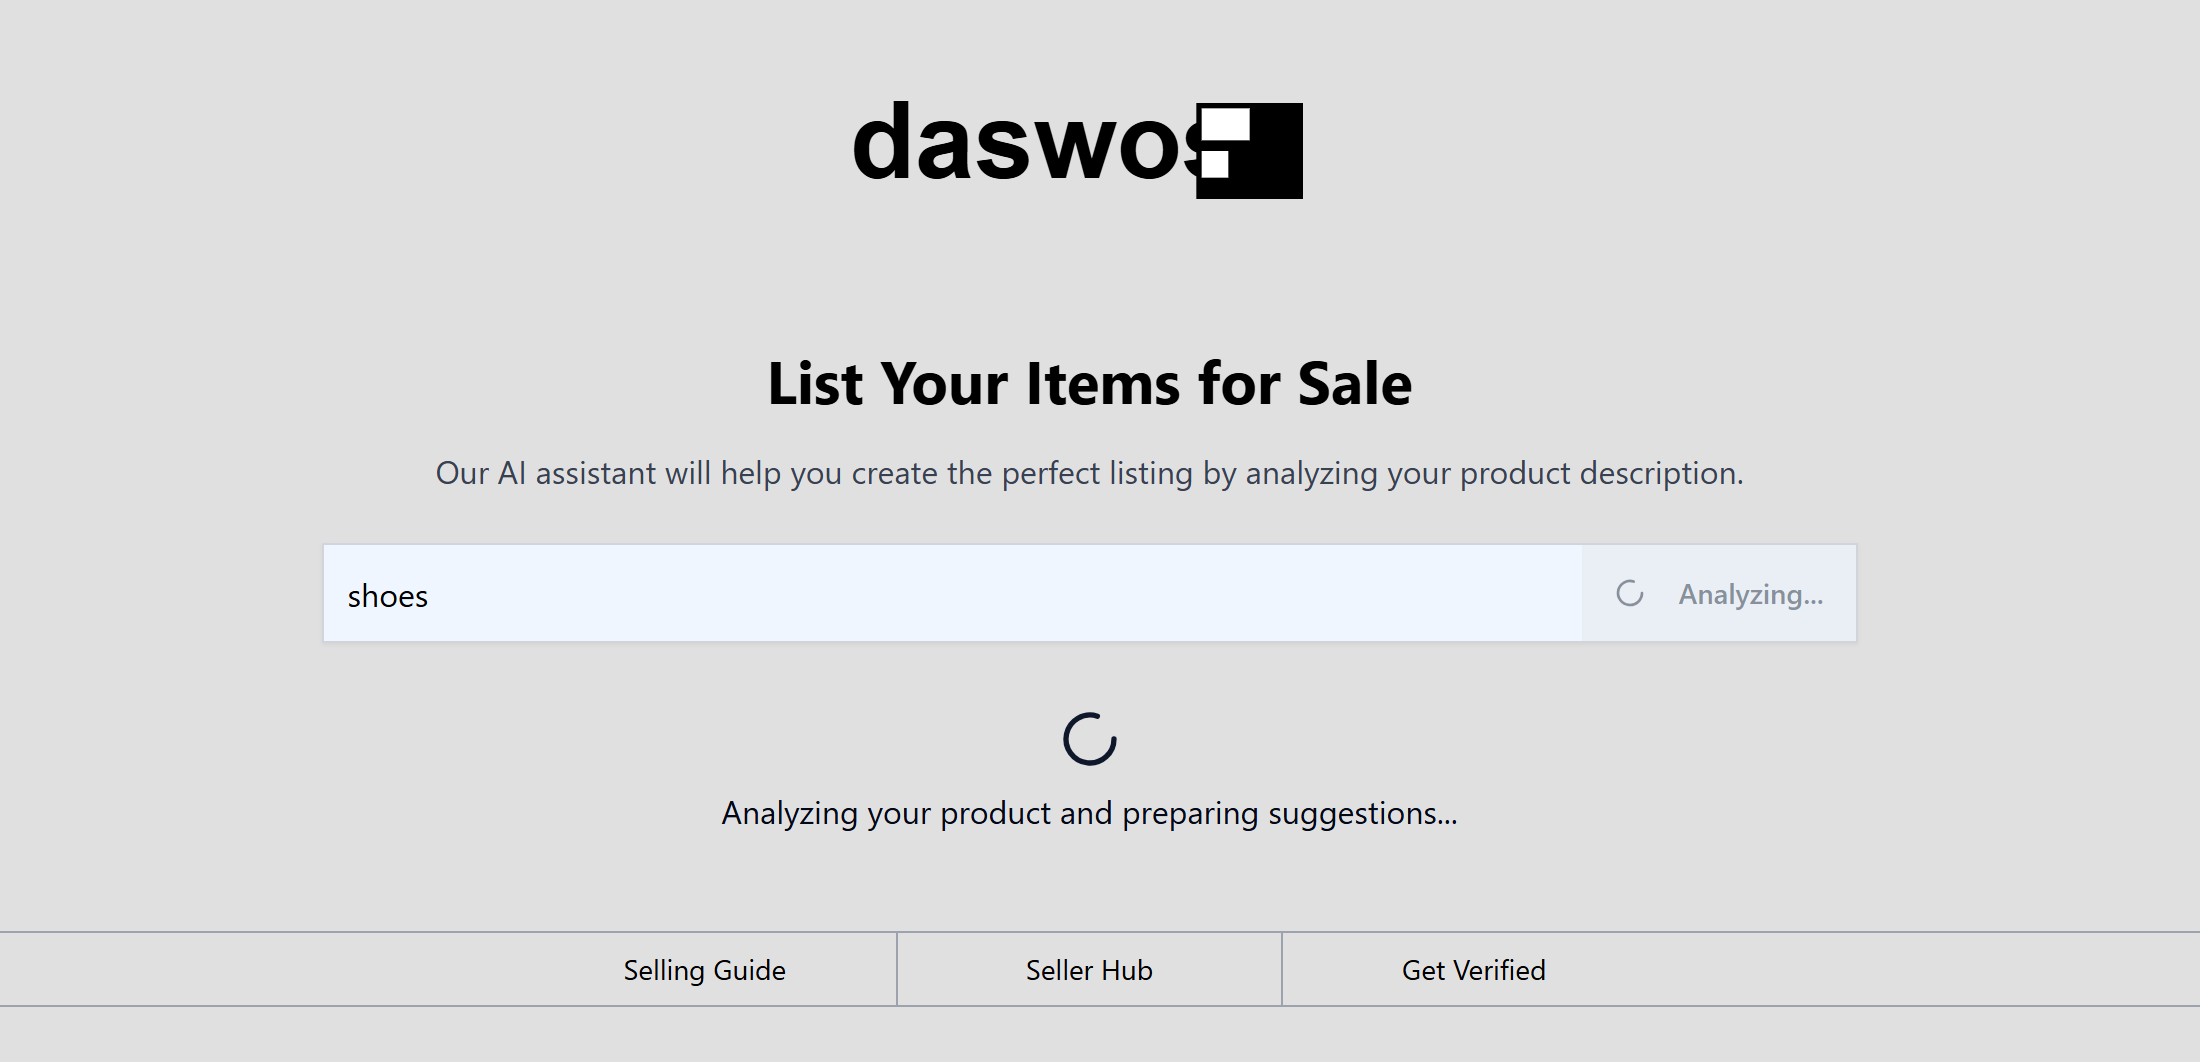 daswos
List Your Items for Sale
Our AI assistant will help you create the perfect listing by analyzing your product description.
shoes
Analyzing...
Analyzing your product and preparing suggestions...
Selling Guide
Seller Hub
Get Verified